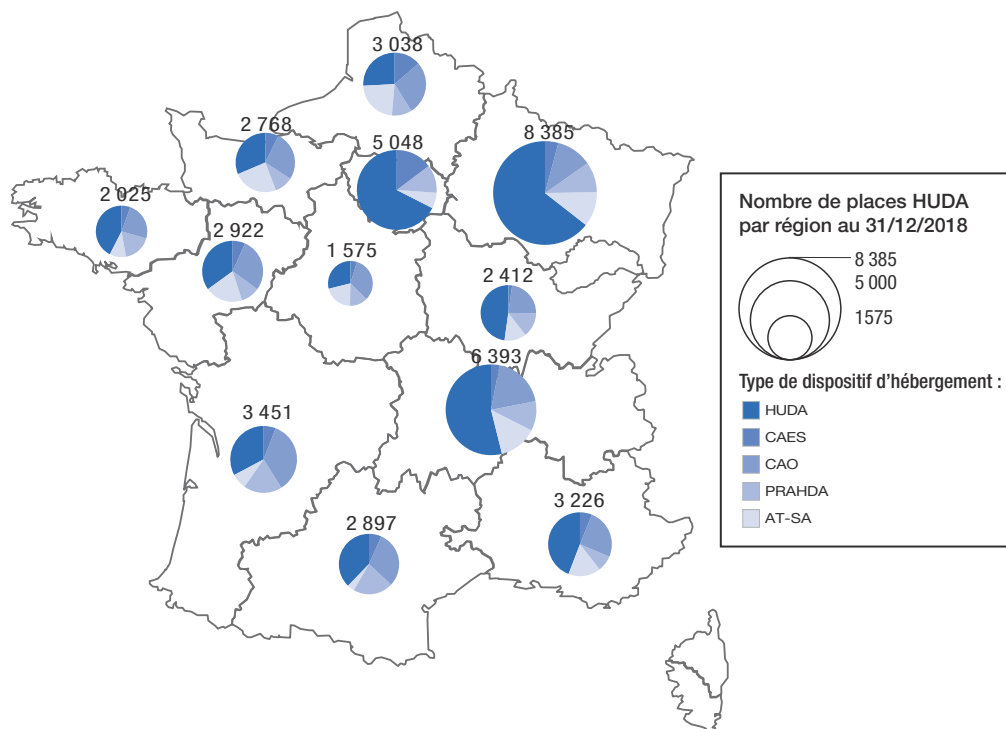 3 038
2 768
5 048
8 385
2 025
2 922
1 575
2 412
6 393
3 451
3 226
2 897
Nombre de places HUDA
par région au 31/12/2018
8 385
5 000
1575
Type de dispositif d’hébergement :
HUDA
CAES
CAO
PRAHDA
AT-SA